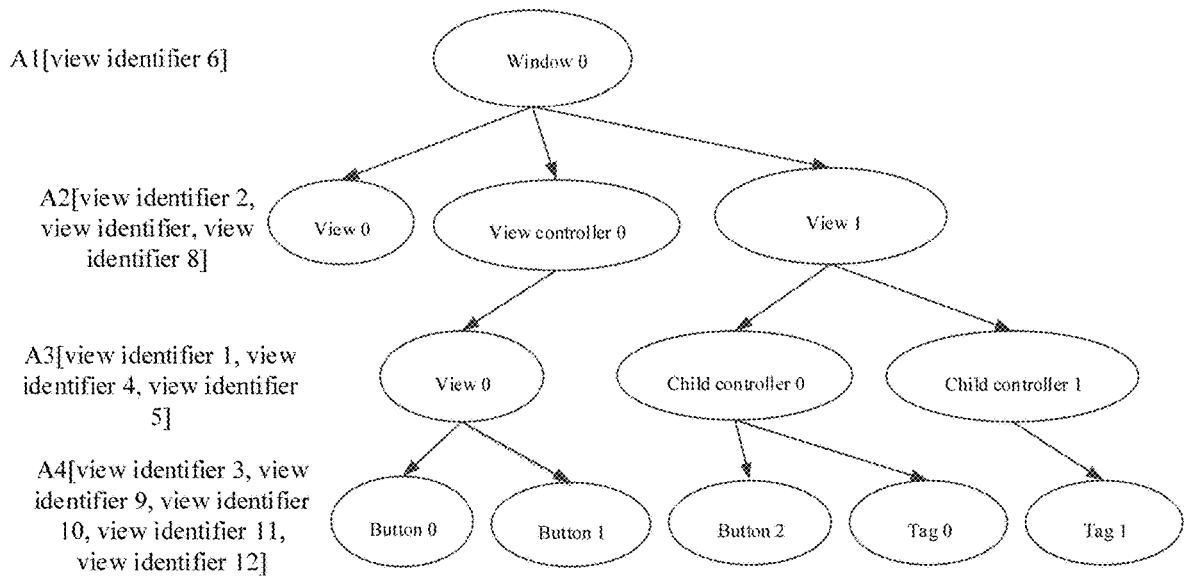 A1[view identifier 6]
Window 0
A2[view identifier 2,
view identifier, view
identifier 8]
View 0
View controller 0
View 1
A3[view identifier 1, view
identifier 4, view identifier
5]
View 0
Child controller 0
Child controller 1
A4[view identifier 3, view
identifier 9, view identifier
10, view identifier 11,
view identifier 12]
Button 0
Button 1
Button 2
Tag 0
Tag 1